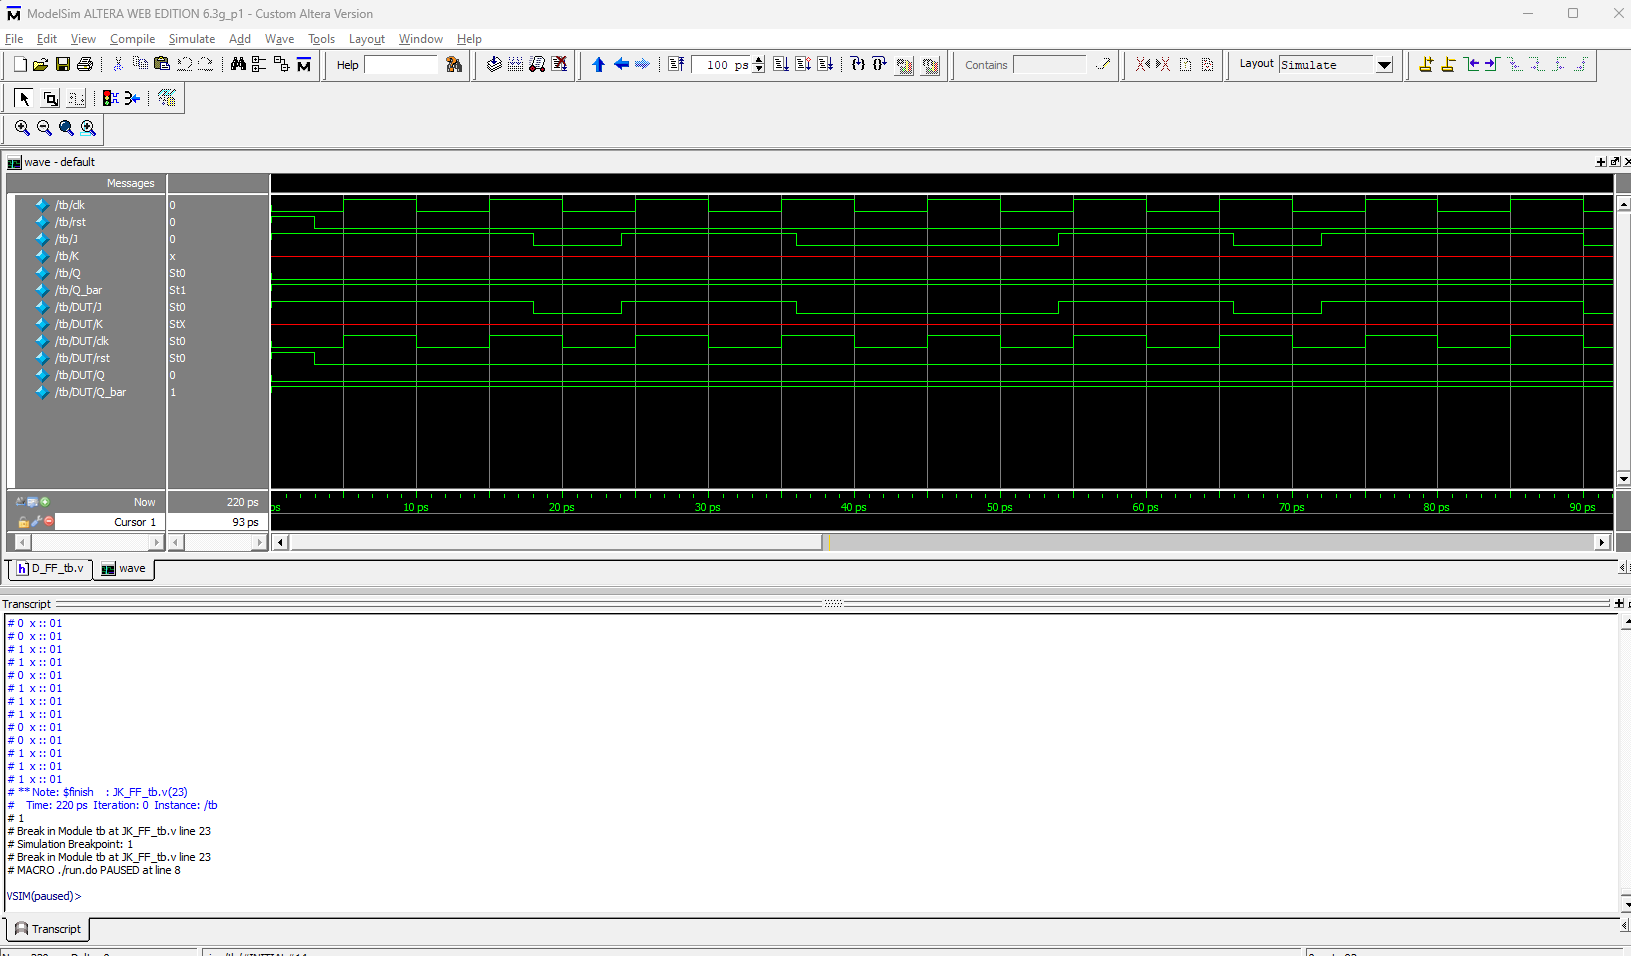 ModelSim ALTERA WEB EDITION 6.3g_p1 - Custom Altera Version
File Edit View Compile Simulate Add Wave Tools Layout Window Help
Help 100 ps Contains Layout Simulate
wave - default
Messages
/tb/clk 0
/tb/rst 0
/tb/J 0
/tb/K x
/tb/Q St0
/tb/Q_bar St1
/tb/DUT/J St0
/tb/DUT/K StX
/tb/DUT/clk St0
/tb/DUT/rst St0
/tb/DUT/Q 0
/tb/DUT/Q_bar 1
Now 220 ps
ps 10 ps 20 ps 30 ps 40 ps 50 ps 60 ps 70 ps 80 ps 90 ps
Cursor 1 93 ps
D_FF_tb.v wave
Transcript
# 0 x :: 01
# 0 x :: 01
# 1 x :: 01
# 1 x :: 01
# 0 x :: 01
# 1 x :: 01
# 1 x :: 01
# 1 x :: 01
# 0 x :: 01
# 0 x :: 01
# 1 x :: 01
# 1 x :: 01
# 1 x :: 01
# ** Note: $finish : JK_FF_tb.v(23)
# Time: 220 ps Iteration: 0 Instance: /tb
# 1
# Break in Module tb at JK_FF_tb.v line 23
# Simulation Breakpoint: 1
# Break in Module tb at JK_FF_tb.v line 23
# MACRO ./run.do PAUSED at line 8
VSIM(paused)>
Transcript